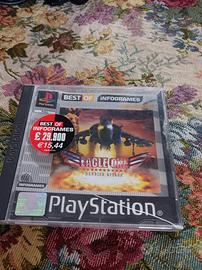 BEST OF INFOGRAMES
BEST OF
INFOGRAMES
£ 29.900
€ 15,44
EAGLE ONE
HARRIER ATTACK
INFOGRAMES
PlayStation